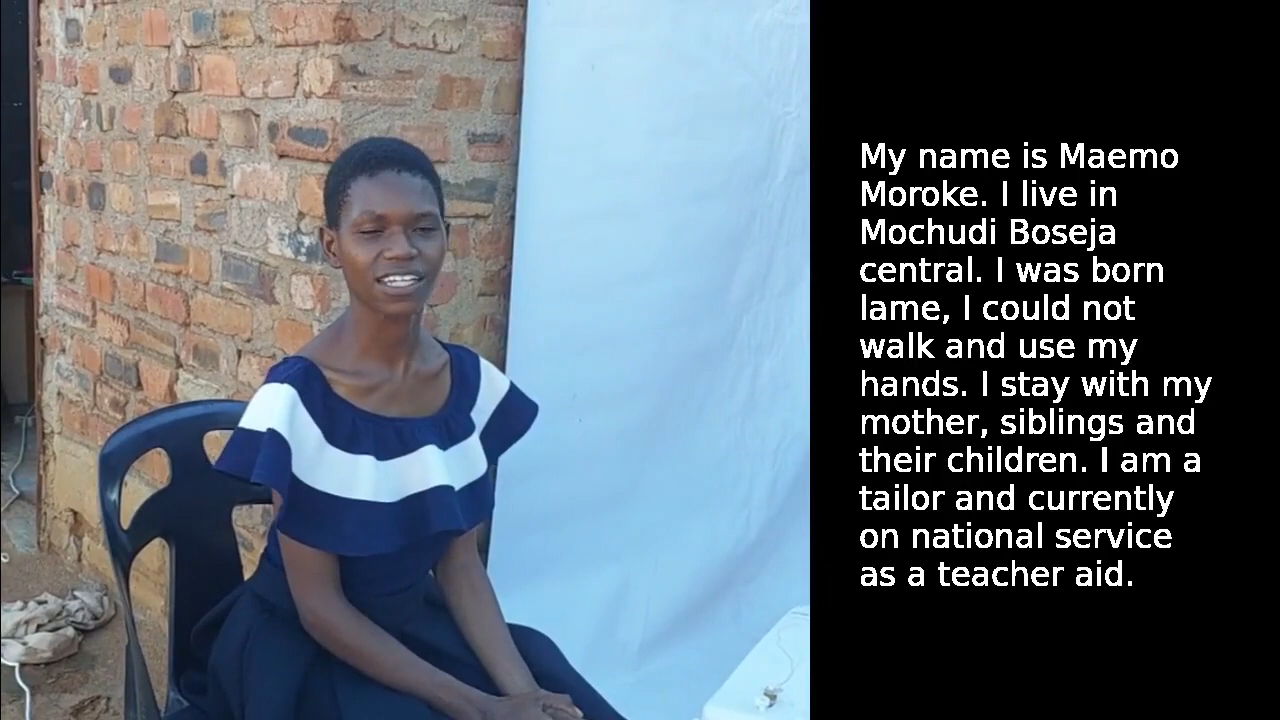 My name is Maemo
Moroke. I live in
Mochudi Boseja
central. I was born
lame, I could not
walk and use my
hands. I stay with my
mother, siblings and
their children. I am a
tailor and currently
on national service
as a teacher aid.